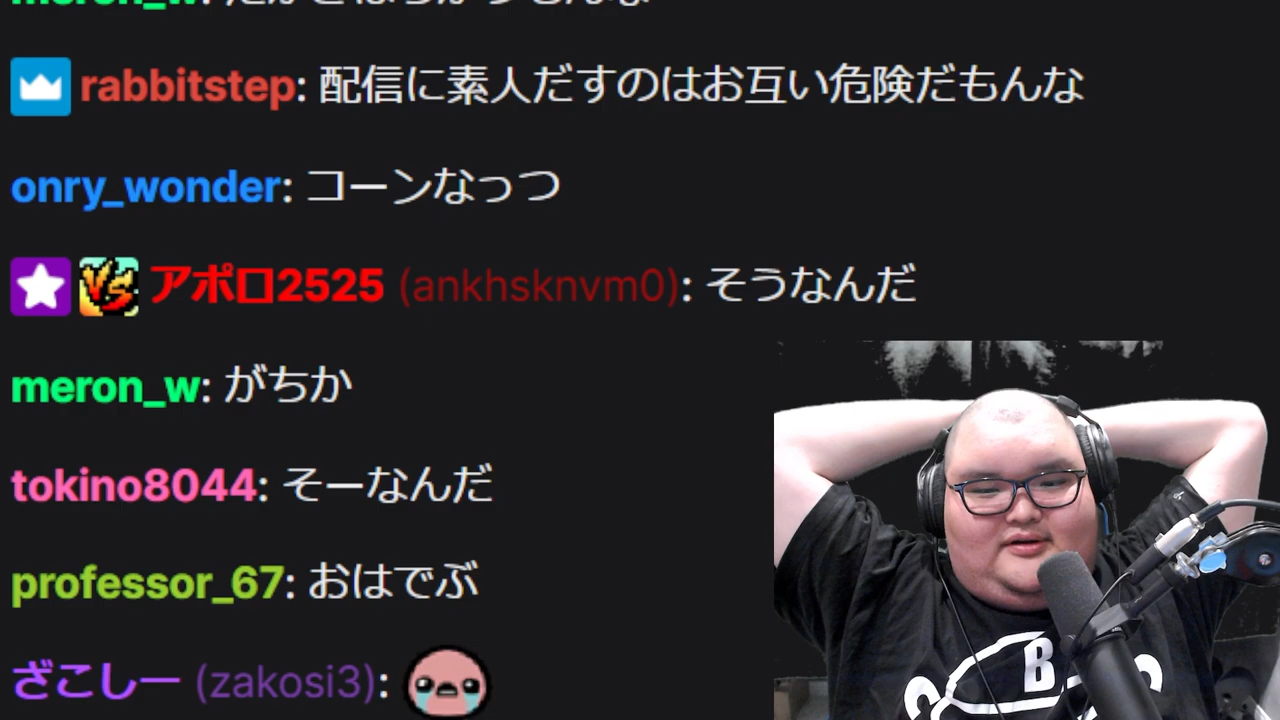 meron_w:
rabbitstep: 配信に素人だすのはお互い危険だもんな
onry_wonder: コーンなっつ
VS アポロ2525 (ankhsknvm0): そうなんだ
meron_w: がちか
tokino8044: そーなんだ
professor_67: おはでぶ
ざこしー (zakosi3):
B